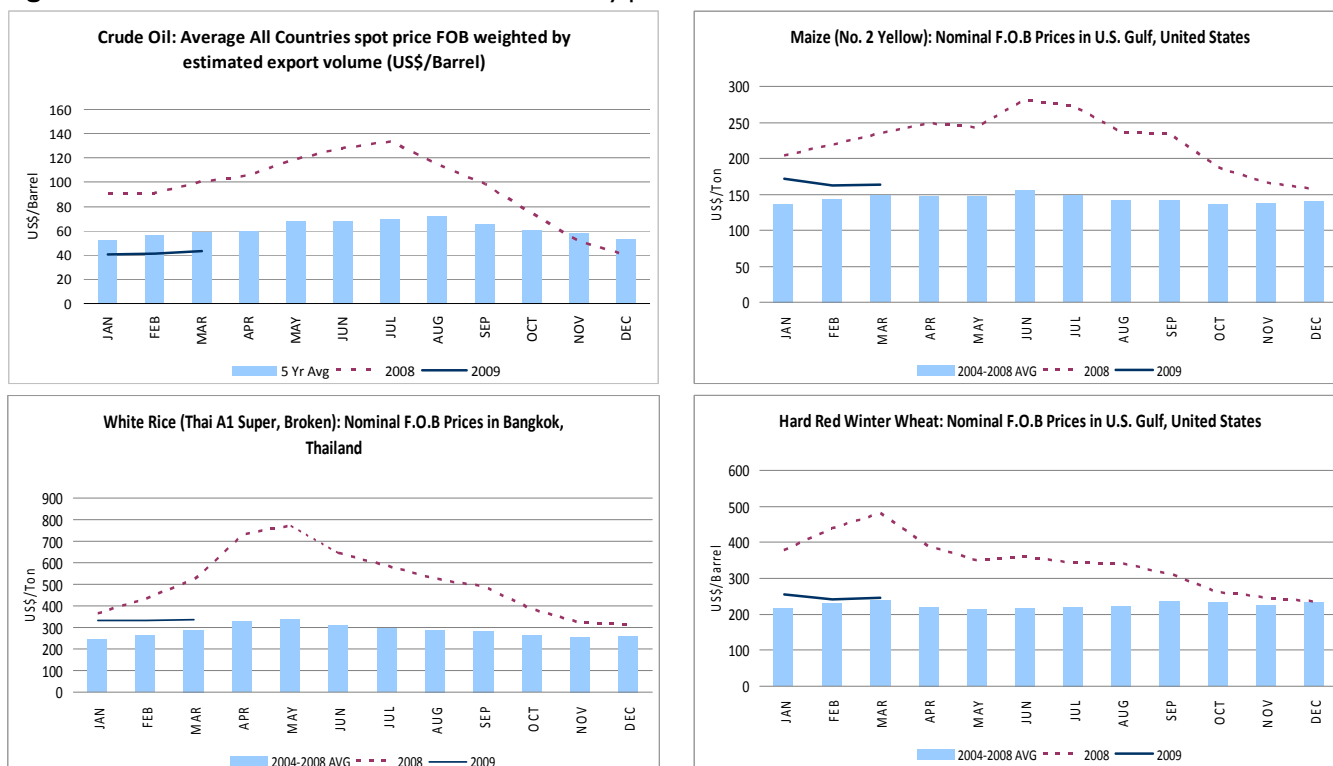 Crude Oil: Average All Countries spot price FOB weighted by
estimated export volume (US$/Barrel)
US$/Barrel
160
140
120
100
80
60
40
20
0
JAN
FEB
MAR
APR
MAY
JUN
JUL
AUG
SEP
OCT
NOV
DEC
5 Yr Avg 2008 2009
Maize (No. 2 Yellow): Nominal F.O.B Prices in U.S. Gulf, United States
US$/Ton
300
250
200
150
100
50
0
JAN
FEB
MAR
APR
MAY
JUN
JUL
AUG
SEP
OCT
NOV
DEC
2004-2008 AVG 2008 2009
White Rice (Thai A1 Super, Broken): Nominal F.O.B Prices in Bangkok,
Thailand
US$/Ton
900
800
700
600
500
400
300
200
100
0
JAN
FEB
MAR
APR
MAY
JUN
JUL
AUG
SEP
OCT
NOV
DEC
2004-2008 AVG 2008 2009
Hard Red Winter Wheat: Nominal F.O.B Prices in U.S. Gulf, United States
US$/Barrel
600
500
400
300
200
100
0
JAN
FEB
MAR
APR
MAY
JUN
JUL
AUG
SEP
OCT
NOV
DEC
2004-2008 AVG 2008 2009